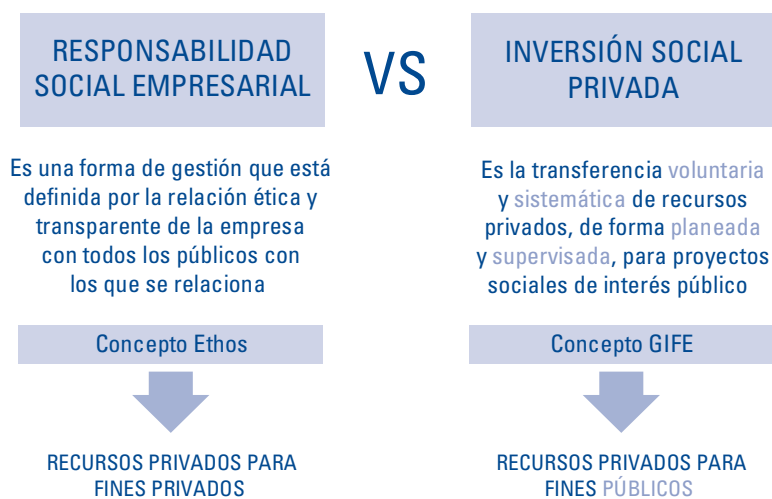 RESPONSABILIDAD
SOCIAL EMPRESARIAL
VS
INVERSIÓN SOCIAL
PRIVADA
Es una forma de gestión que está
definida por la relación ética y
transparente de la empresa
con todos los públicos con
los que se relaciona
Es la transferencia voluntaria
y sistemática de recursos
privados, de forma planeada
y supervisada, para proyectos
sociales de interés público
Concepto Ethos
Concepto GIFE
RECURSOS PRIVADOS PARA
FINES PRIVADOS
RECURSOS PRIVADOS PARA
FINES PÚBLICOS